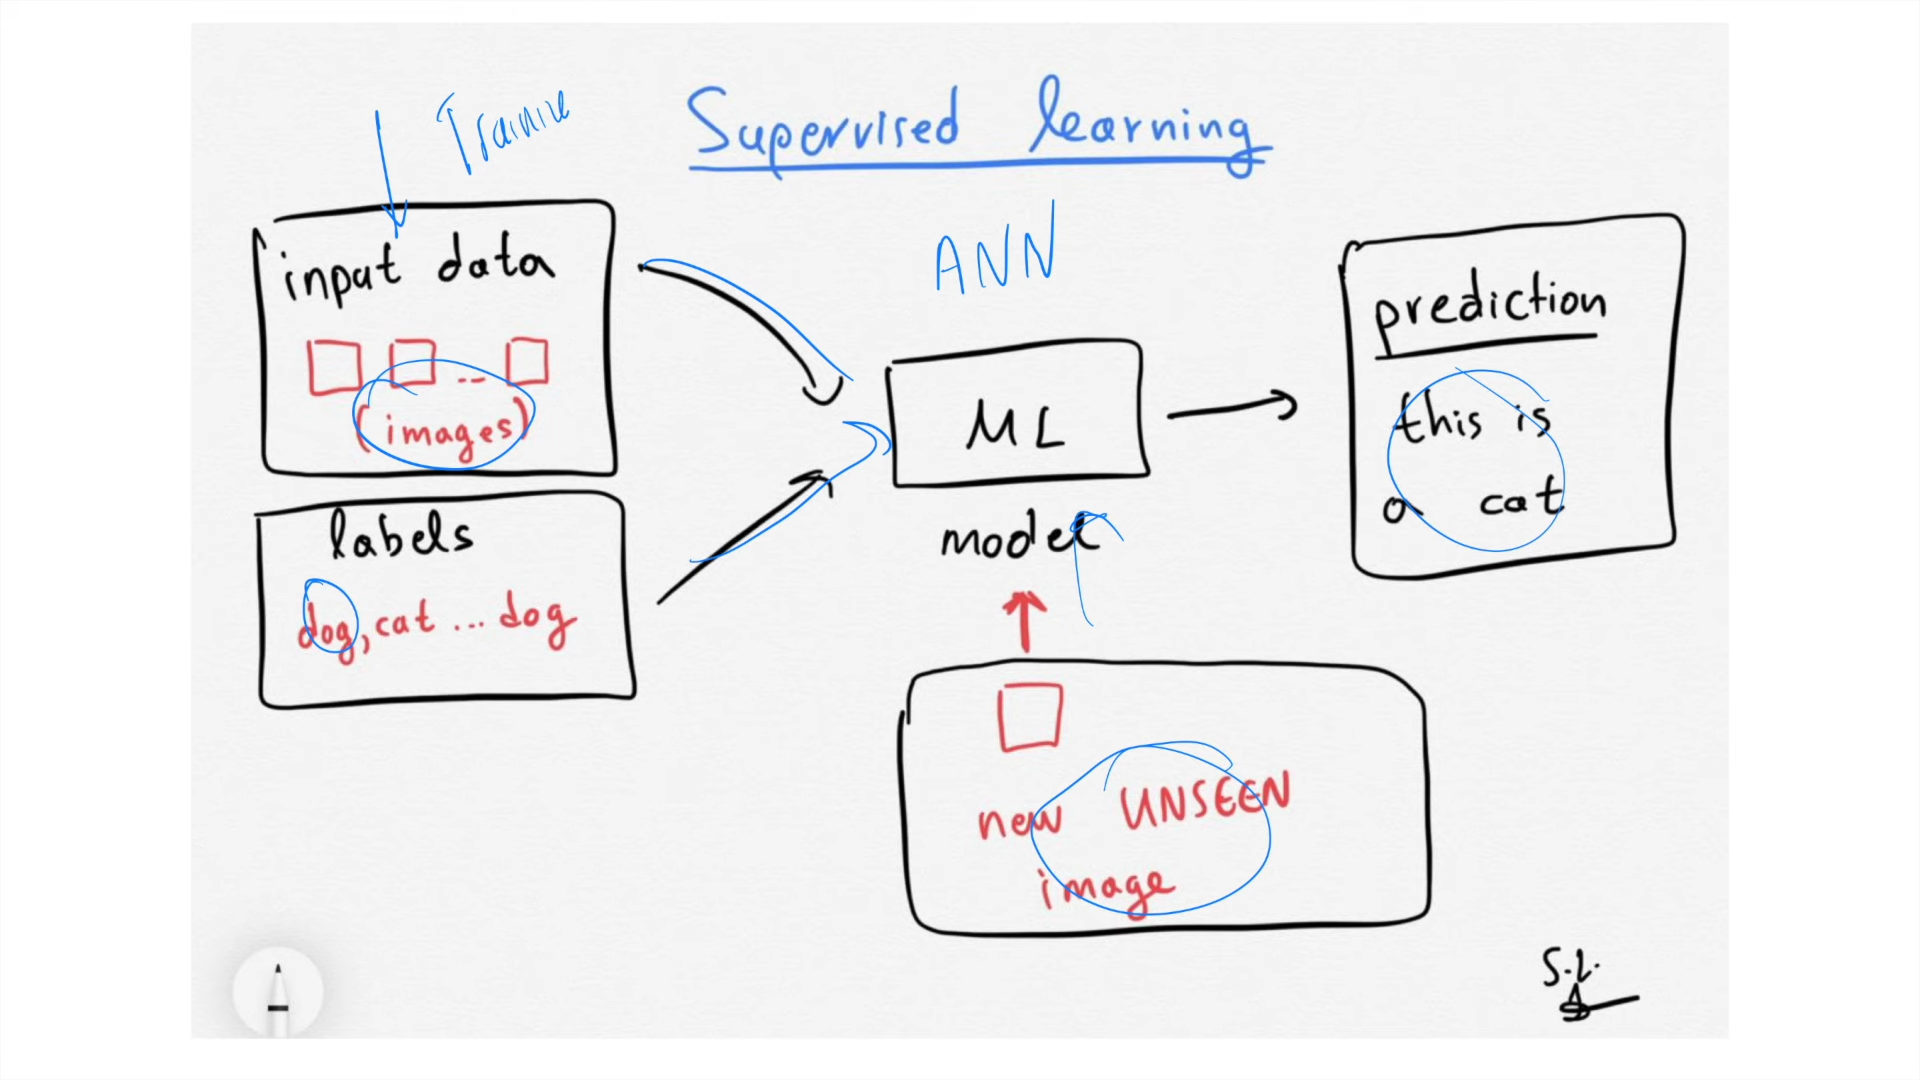 Supervised learning
Trainin
input data
(images)
labels
dog, cat ... dog
ANN
ML
model
new UNSEEN
image
prediction
this is
a cat